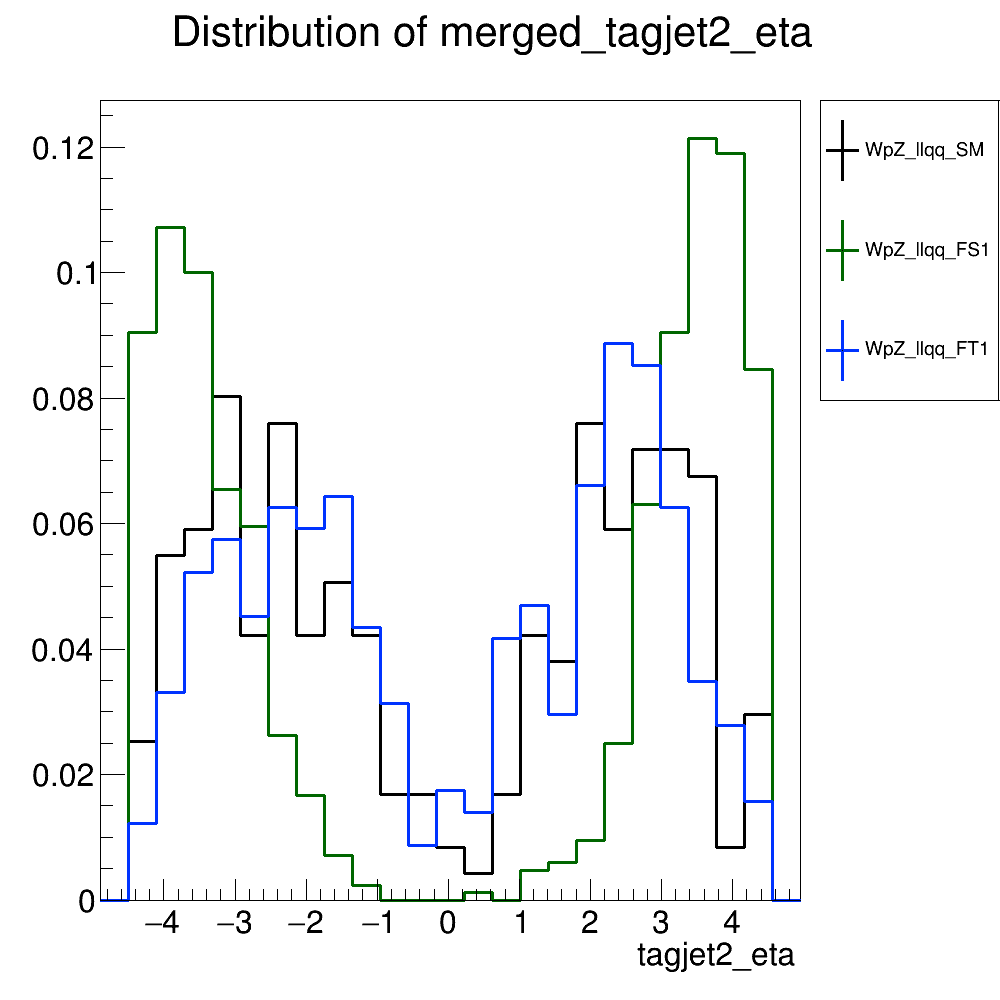 Distribution of merged_tagjet2_eta
0.12
0.1
0.08
0.06
0.04
0.02
0
−4 −3 −2 −1 0 1 2 3 4
tagjet2_eta
WpZ_llqq_SM
WpZ_llqq_FS1
WpZ_llqq_FT1